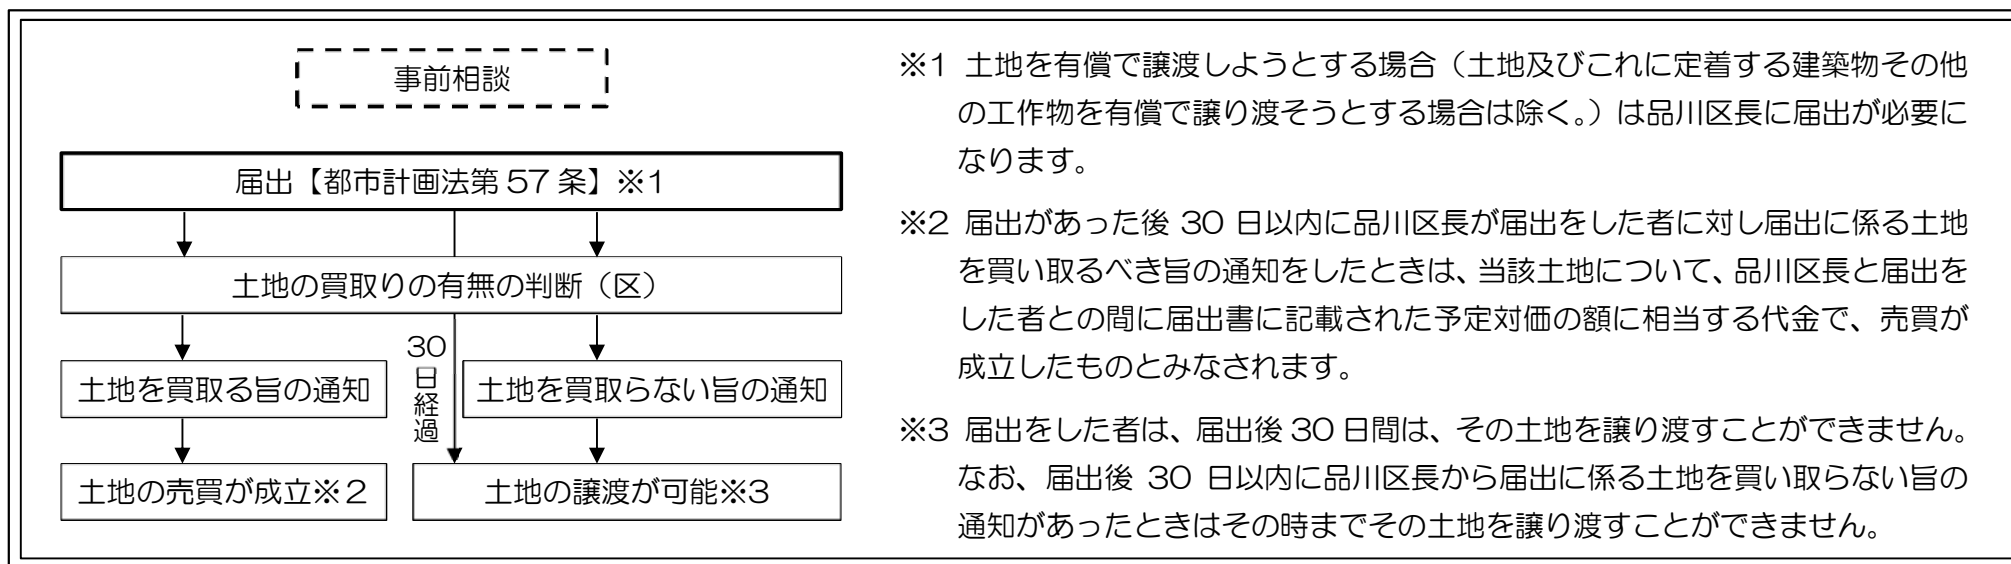 事前相談
届出【都市計画法第57条】※1
土地の買取りの有無の判断（区）
30日経過
土地を買取る旨の通知
土地を買取らない旨の通知
土地の売買が成立※2
土地の譲渡が可能※3
※1 土地を有償で譲渡しようとする場合（土地及びこれに定着する建築物その他
の工作物を有償で譲り渡そうとする場合は除く。）は品川区長に届出が必要に
なります。
※2 届出があった後 30 日以内に品川区長が届出をした者に対し届出に係る土地
を買い取るべき旨の通知をしたときは、当該土地について、品川区長と届出を
した者との間に届出書に記載された予定対価の額に相当する代金で、売買が
成立したものとみなされます。
※3 届出をした者は、届出後 30 日間は、その土地を譲り渡すことができません。
なお、届出後 30 日以内に品川区長から届出に係る土地を買い取らない旨の
通知があったときはその時までその土地を譲り渡すことができません。